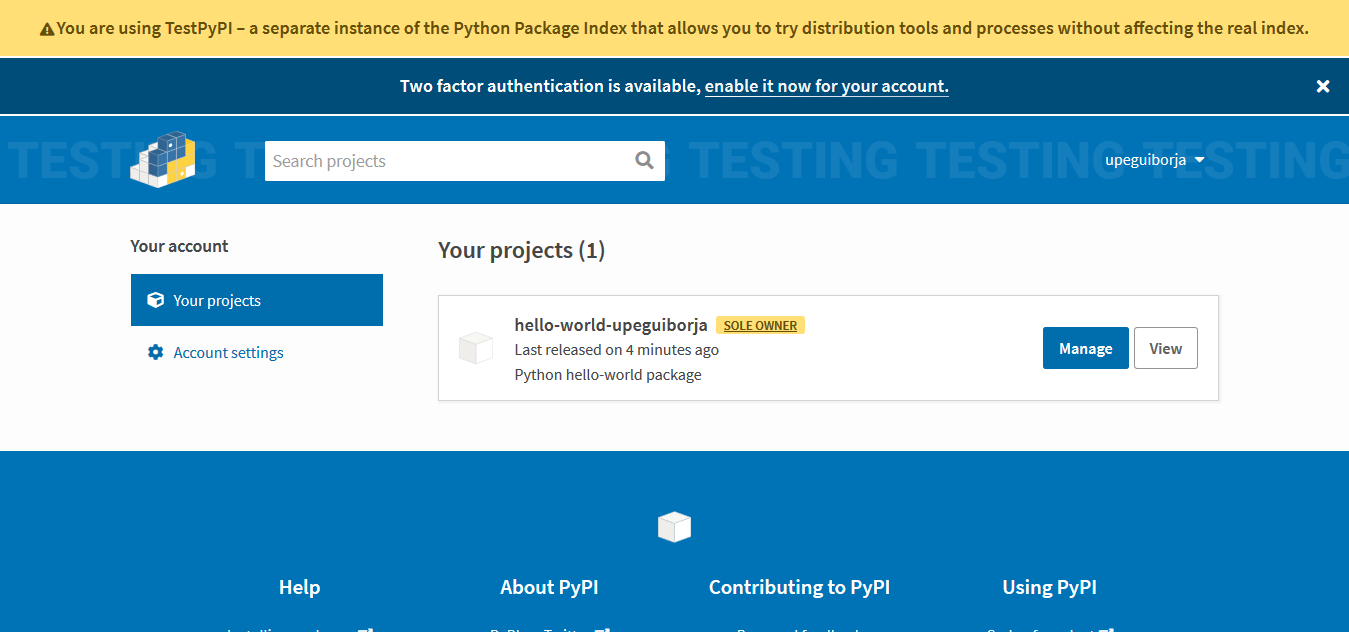 You are using TestPyPI – a separate instance of the Python Package Index that allows you to try distribution tools and processes without affecting the real index.
Two factor authentication is available, enable it now for your account.
TESTING TESTING TESTING TESTING
Search projects
upeguiborja
Your account
Your projects
Account settings
Your projects (1)
hello-world-upeguiborja SOLE OWNER
Last released on 4 minutes ago
Python hello-world package
Manage
View
Help
About PyPI
Contributing to PyPI
Using PyPI